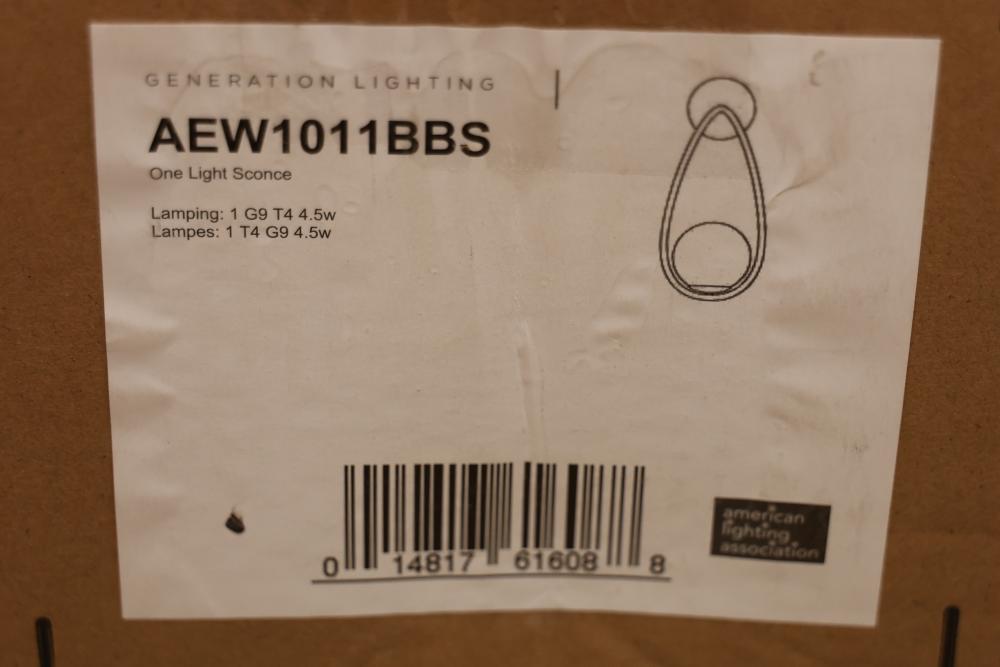 GENERATION LIGHTING
AEW1011BBS
One Light Sconce
Lamping: 1 G9 T4 4.5w
Lampes: 1 T4 G9 4.5w
0 14817 61608 8
american
lighting
association